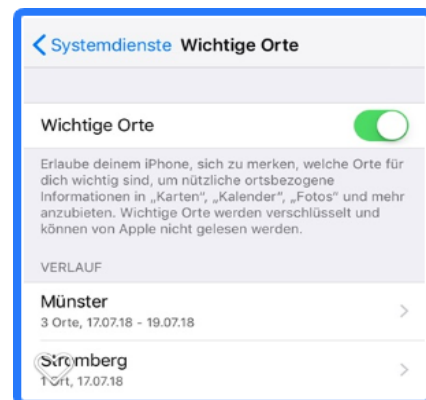 Systemdienste Wichtige Orte
Wichtige Orte
Erlaube deinem iPhone, sich zu merken, welche Orte für
dich wichtig sind, um nützliche ortsbezogene
Informationen in „Karten“, „Kalender“, „Fotos“ und mehr
anzubieten. Wichtige Orte werden verschlüsselt und
können von Apple nicht gelesen werden.
VERLAUF
Münster
3 Orte, 17.07.18 - 19.07.18
Stromberg
1 Ort, 17.07.18